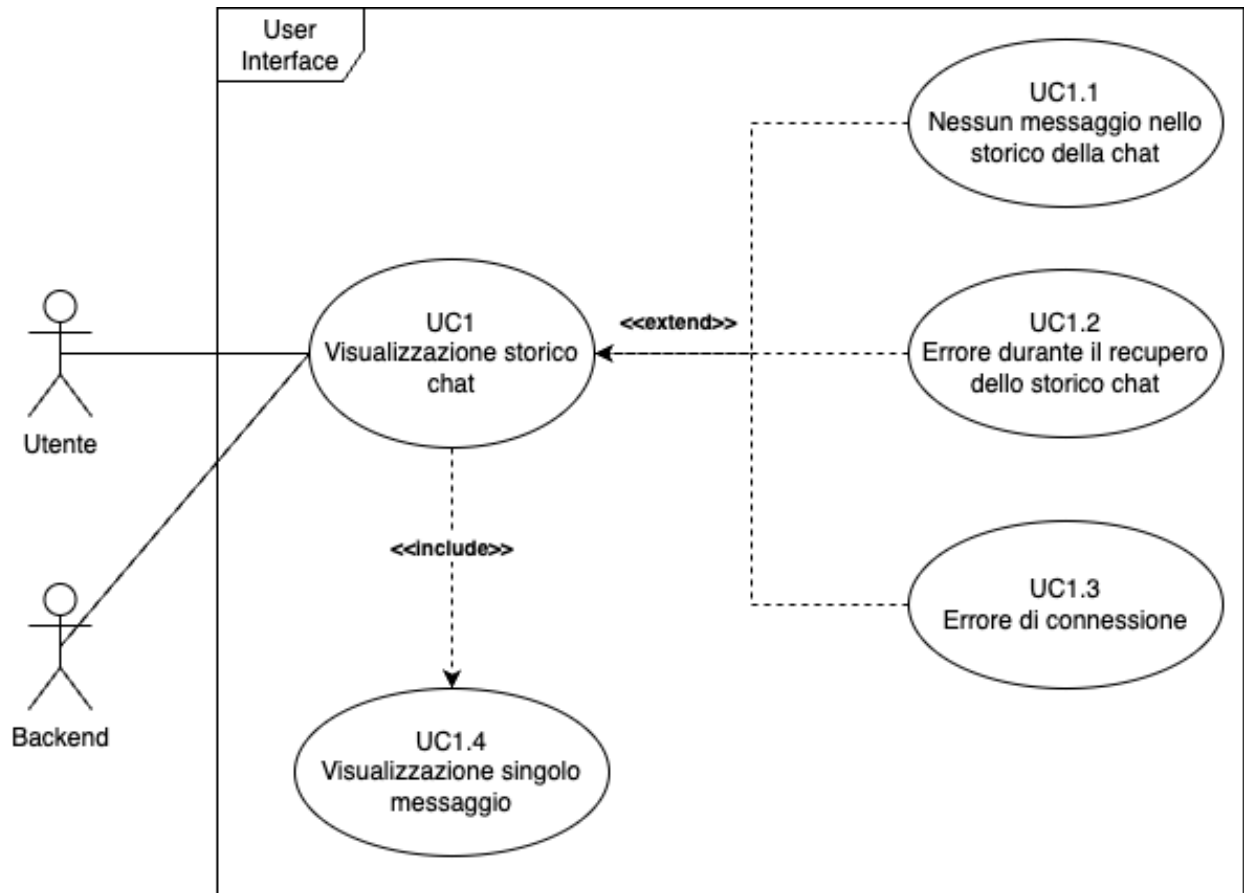 User
Interface
UC1.1
Nessun messaggio nello
storico della chat
UC1
Visualizzazione storico
chat
<<extend>>
UC1.2
Errore durante il recupero
dello storico chat
Utente
<<include>>
UC1.3
Errore di connessione
Backend
UC1.4
Visualizzazione singolo
messaggio